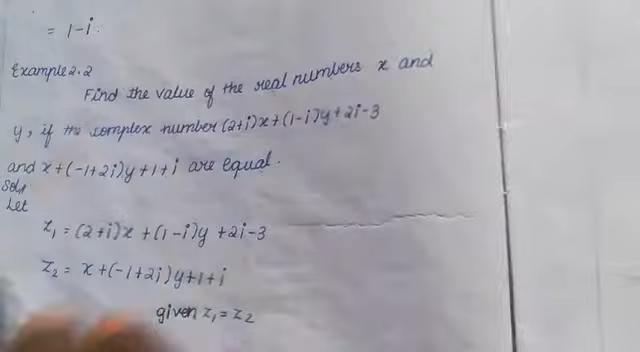 = 1-i.
Example 2.2
Find the value of the real numbers x and
y, if the complex number (2+i)x+(1-i)y+2i-3
and x+(-1+2i)y+1+i are equal.
Soln
Let
z₁ = (2+i)x +(1-i)y +2i-3
z₂ = x+(-1+2i)y+1+i
given z₁ = z₂